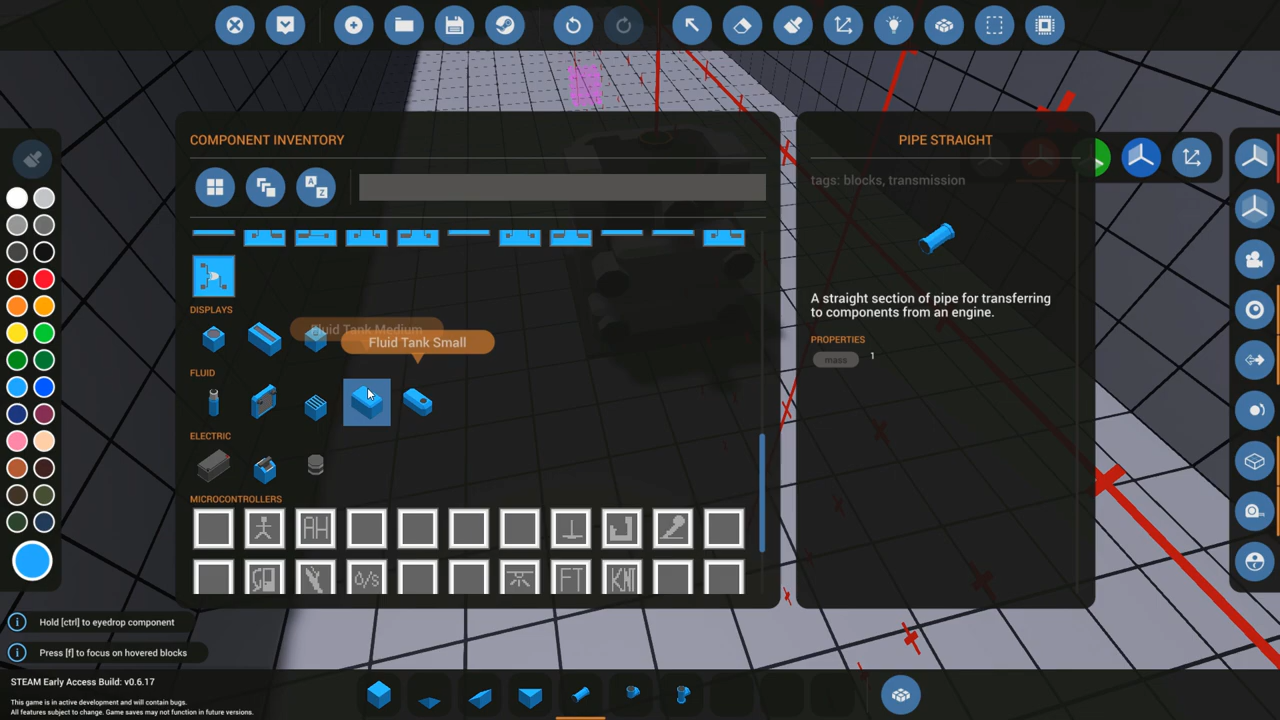 COMPONENT INVENTORY
A
Z
DISPLAYS
Fluid Tank Medium
Fluid Tank Small
FLUID
ELECTRIC
MICROCONTROLLERS
AH
0/s
FT
KNT
PIPE STRAIGHT
tags: blocks, transmission
A straight section of pipe for transferring
to components from an engine.
PROPERTIES
mass 1
Hold [ctrl] to eyedrop component
Press [f] to focus on hovered blocks
STEAM Early Access Build: v0.6.17
This game is in active development and will contain bugs.
All features subject to change. Game saves may not function in future versions.